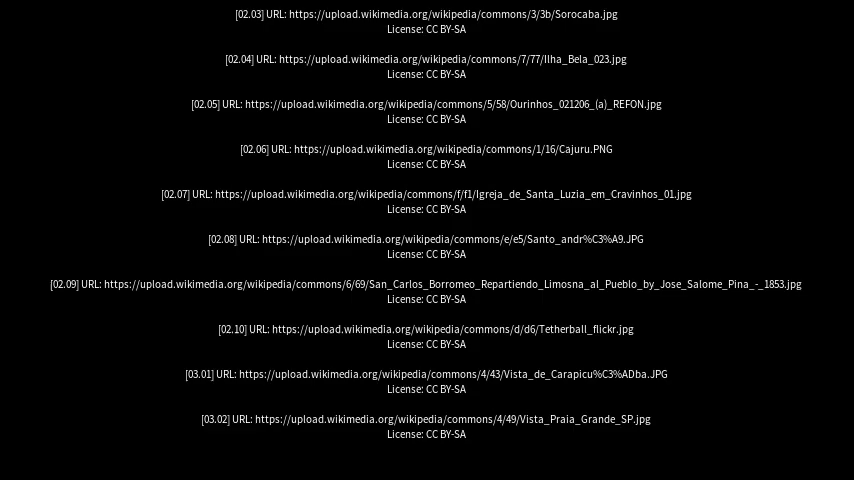 [02.03] URL: https://upload.wikimedia.org/wikipedia/commons/3/3b/Sorocaba.jpg
License: CC BY-SA
[02.04] URL: https://upload.wikimedia.org/wikipedia/commons/7/77/Ilha_Bela_023.jpg
License: CC BY-SA
[02.05] URL: https://upload.wikimedia.org/wikipedia/commons/5/58/Ourinhos_021206_(a)_REFON.jpg
License: CC BY-SA
[02.06] URL: https://upload.wikimedia.org/wikipedia/commons/1/16/Cajuru.PNG
License: CC BY-SA
[02.07] URL: https://upload.wikimedia.org/wikipedia/commons/f/f1/Igreja_de_Santa_Luzia_em_Cravinhos_01.jpg
License: CC BY-SA
[02.08] URL: https://upload.wikimedia.org/wikipedia/commons/e/e5/Santo_andr%C3%A9.JPG
License: CC BY-SA
[02.09] URL: https://upload.wikimedia.org/wikipedia/commons/6/69/San_Carlos_Borromeo_Repartiendo_Limosna_al_Pueblo_by_Jose_Salome_Pina_-_1853.jpg
License: CC BY-SA
[02.10] URL: https://upload.wikimedia.org/wikipedia/commons/d/d6/Tetherball_flickr.jpg
License: CC BY-SA
[03.01] URL: https://upload.wikimedia.org/wikipedia/commons/4/43/Vista_de_Carapicu%C3%ADba.JPG
License: CC BY-SA
[03.02] URL: https://upload.wikimedia.org/wikipedia/commons/4/49/Vista_Praia_Grande_SP.jpg
License: CC BY-SA